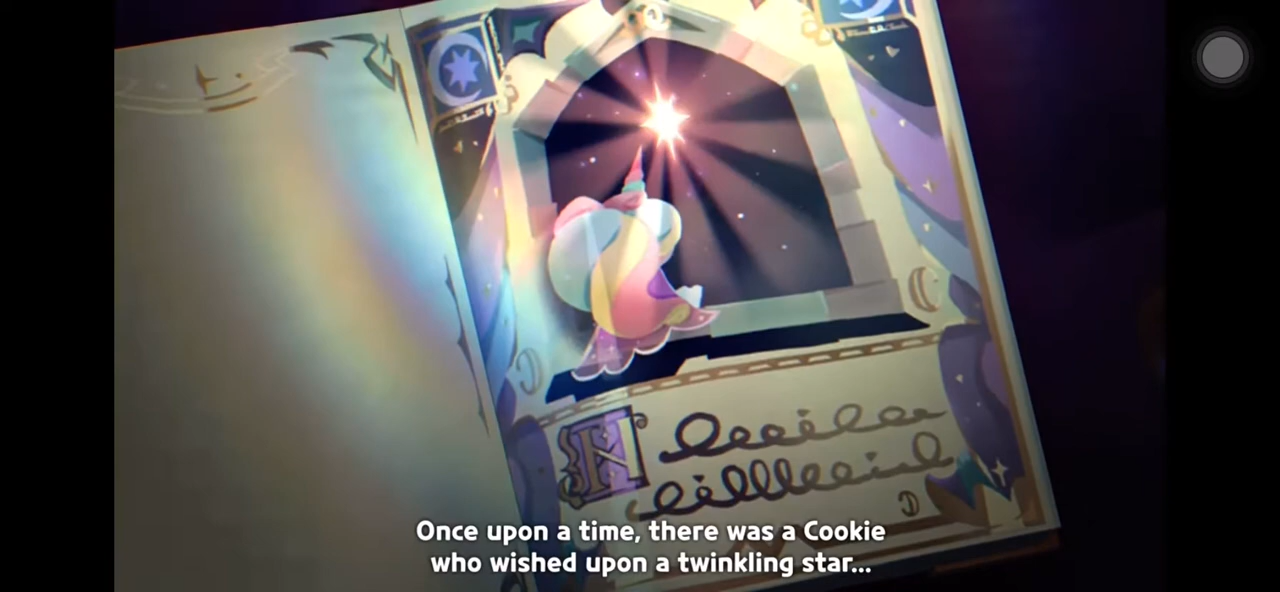 Once upon a time, there was a Cookie
who wished upon a twinkling star...